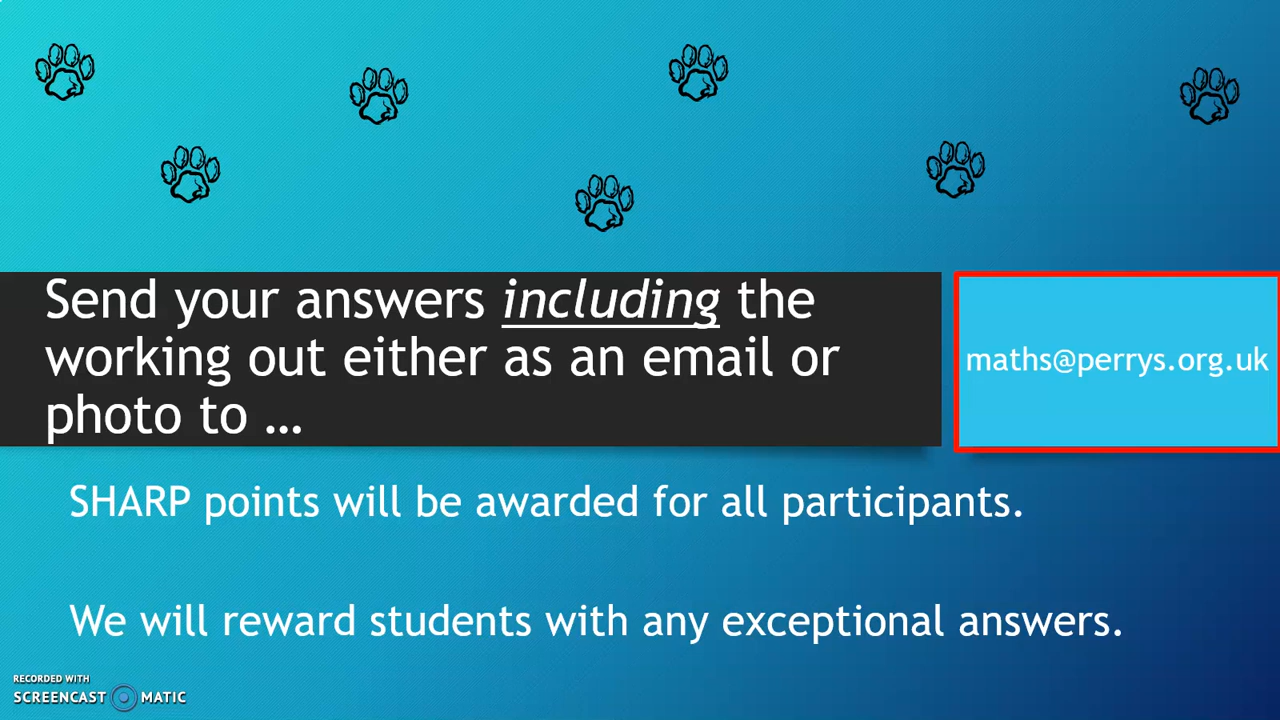 Send your answers including the
working out either as an email or
photo to …
maths@perrys.org.uk
SHARP points will be awarded for all participants.
We will reward students with any exceptional answers.
RECORDED WITH
SCREENCAST MATIC